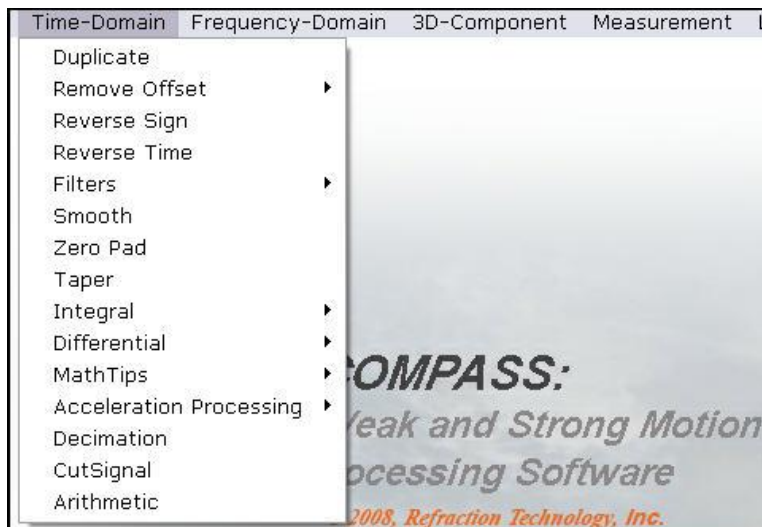 Time-Domain Frequency-Domain 3D-Component Measurement
Duplicate
Remove Offset
Reverse Sign
Reverse Time
Filters
Smooth
Zero Pad
Taper
Integral
Differential
MathTips
Acceleration Processing
Decimation
CutSignal
Arithmetic
COMPASS:
eak and Strong Motion
ocessing Software
2008, Refraction Technology, Inc.